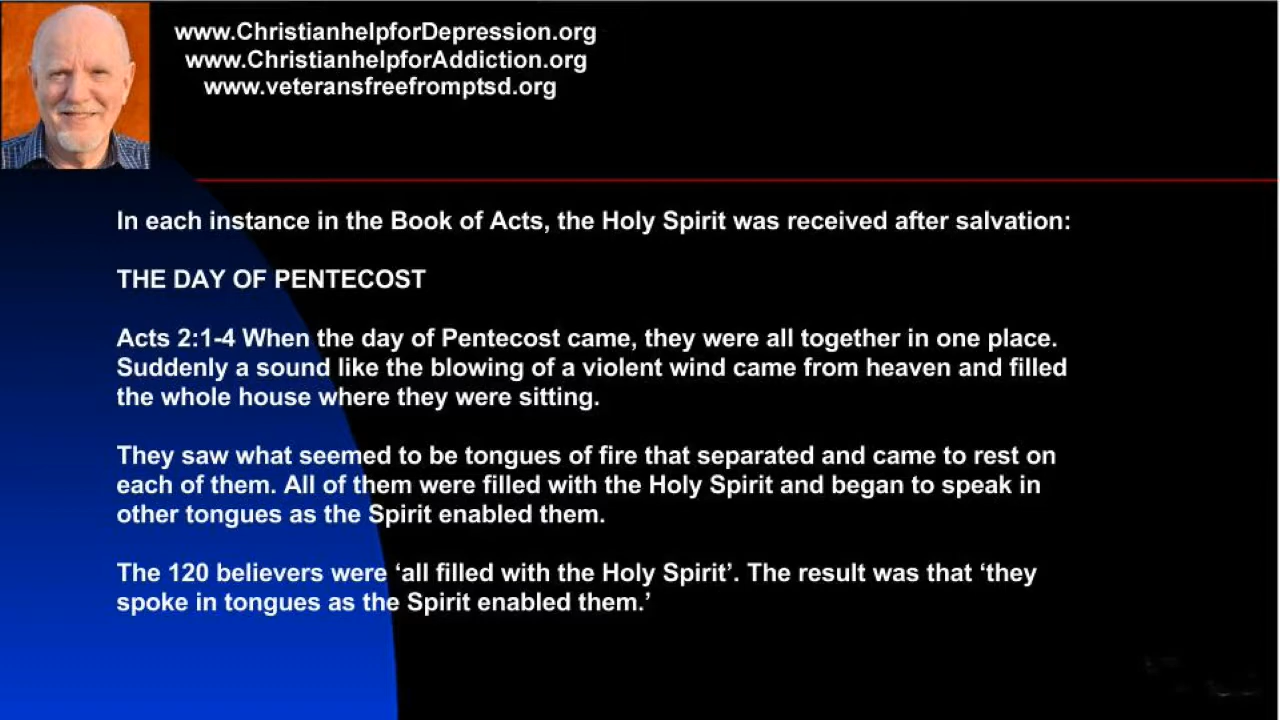 www.ChristianhelpforDepression.org
www.ChristianhelpforAddiction.org
www.veteransfreefromptsd.org
In each instance in the Book of Acts, the Holy Spirit was received after salvation:
THE DAY OF PENTECOST
Acts 2:1-4 When the day of Pentecost came, they were all together in one place.
Suddenly a sound like the blowing of a violent wind came from heaven and filled
the whole house where they were sitting.
They saw what seemed to be tongues of fire that separated and came to rest on
each of them. All of them were filled with the Holy Spirit and began to speak in
other tongues as the Spirit enabled them.
The 120 believers were ‘all filled with the Holy Spirit’. The result was that ‘they
spoke in tongues as the Spirit enabled them.’